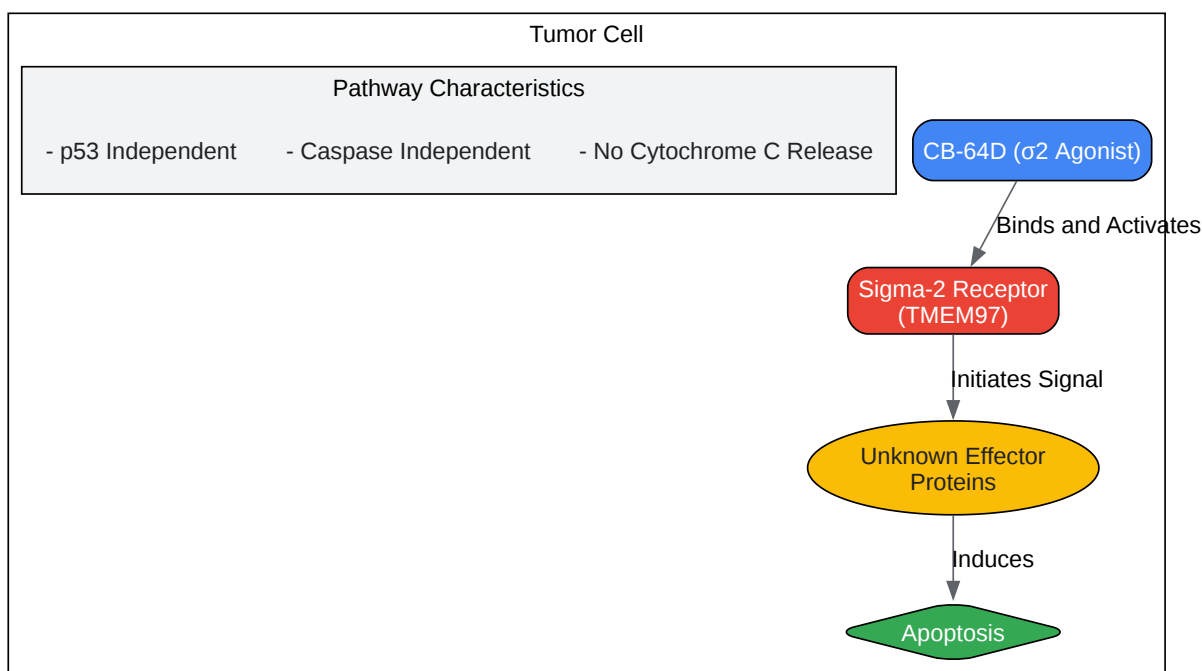 Tumor Cell
Pathway Characteristics
- p53 Independent
- Caspase Independent
- No Cytochrome C Release
CB-64D (σ2 Agonist)
Binds and Activates
Sigma-2 Receptor
(TMEM97)
Initiates Signal
Unknown Effector
Proteins
Induces
Apoptosis